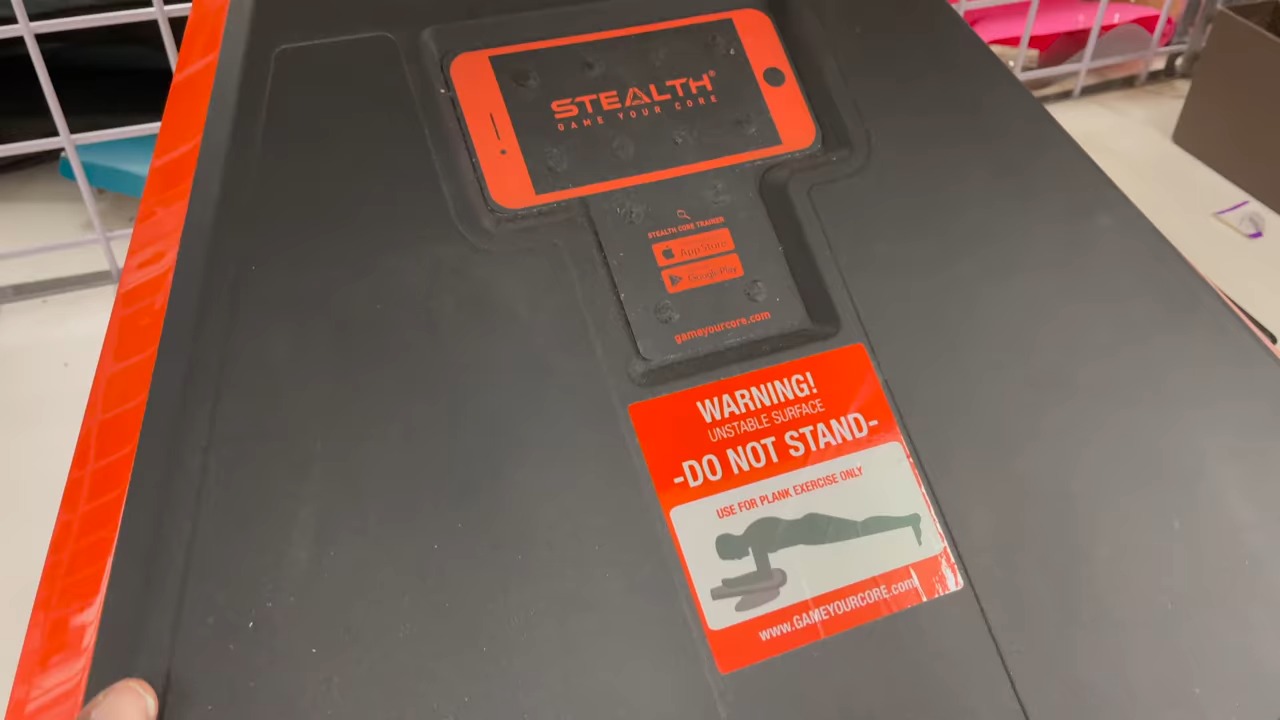 STEALTH®
GAME YOUR CORE
STEALTH CORE TRAINER
App Store
Google Play
gameyourcore.com
WARNING!
UNSTABLE SURFACE
-DO NOT STAND-
USE FOR PLANK EXERCISE ONLY
www.GAMEYOURCORE.com